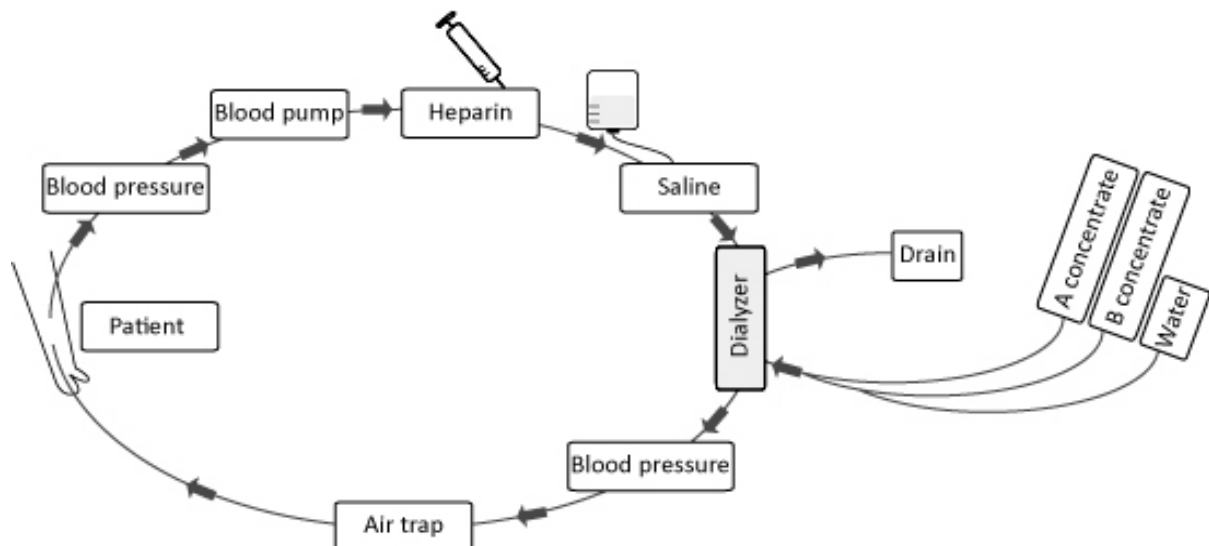 Heparin
Blood pump
Blood pressure
Saline
A concentrate
B concentrate
Water
Drain
Dialyzer
Patient
Blood pressure
Air trap